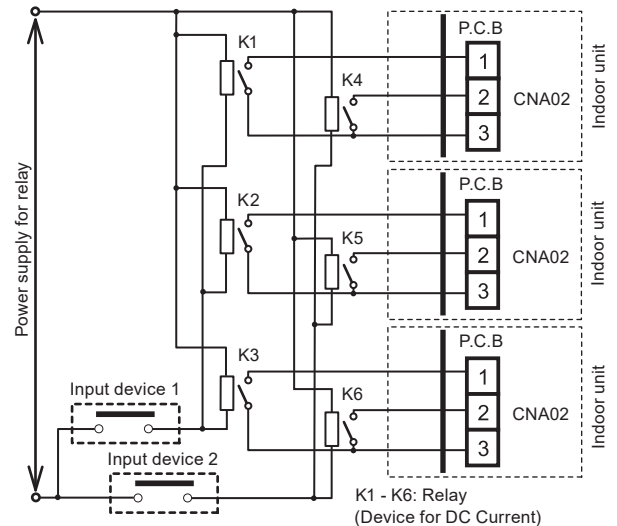 P.C.B
K1
1
K4
2
CNA02
3
Indoor unit
P.C.B
K2
1
K5
2
CNA02
3
Indoor unit
Power supply for relay
P.C.B
K3
1
Input device 1
K6
2
CNA02
3
Indoor unit
Input device 2
K1 - K6: Relay
(Device for DC Current)